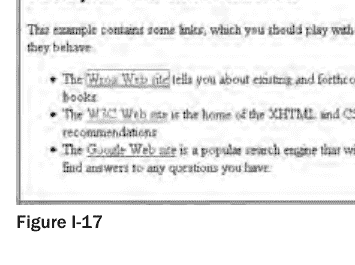 This example contains some links, which you should play with
they behave
• The Wrox Web site tells you about existing and forthco
books
• The W3C Web site is the home of the XHTML and CS
recommendations
• The Google Web site is a popular search engine that wi
find answers to any questions you have.
Figure I-17